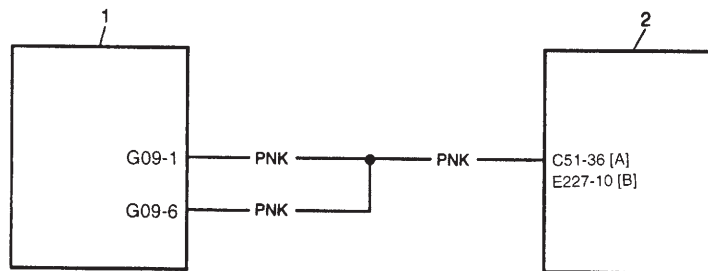 1
2
G09-1 PNK PNK C51-36 [A]
E227-10 [B]
G09-6 PNK